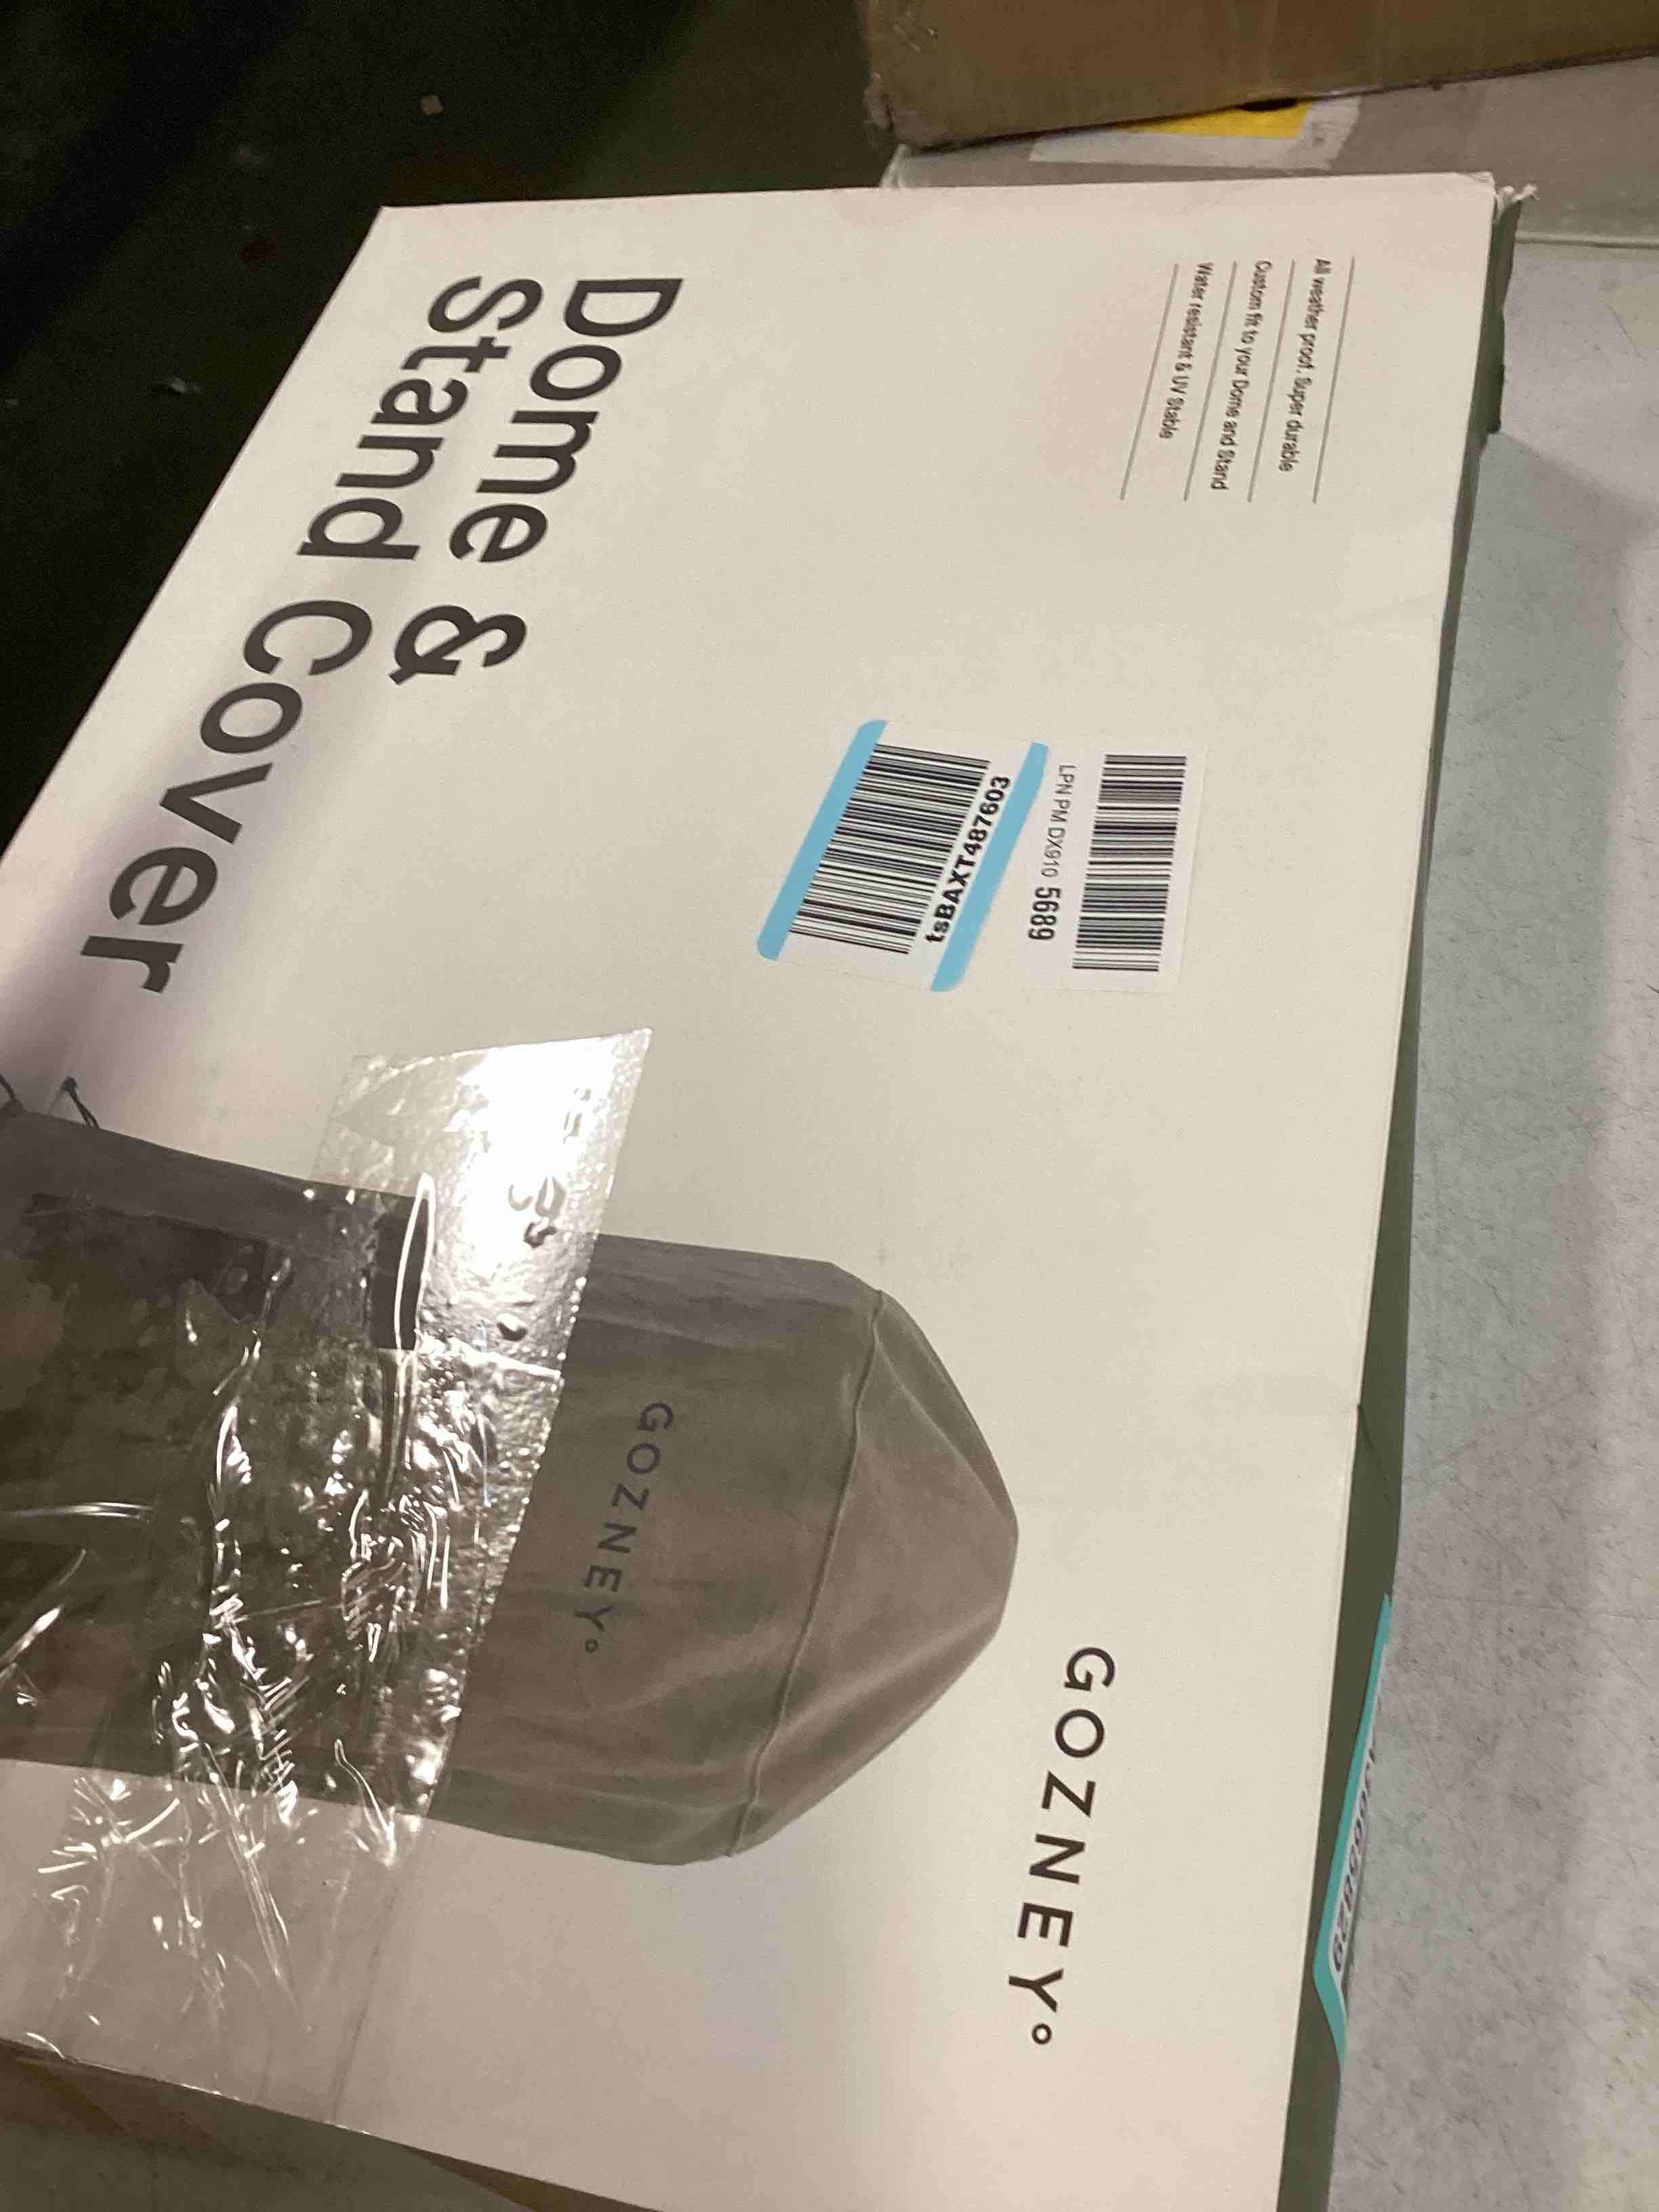 All weather proof. Super durable
Custom fit to your Dome and Stand
Water resistant & UV Stable
Dome &
Stand Cover
LPN PM DX910 5689
tsBAXT487603
GOZNEY°
GOZNEY°